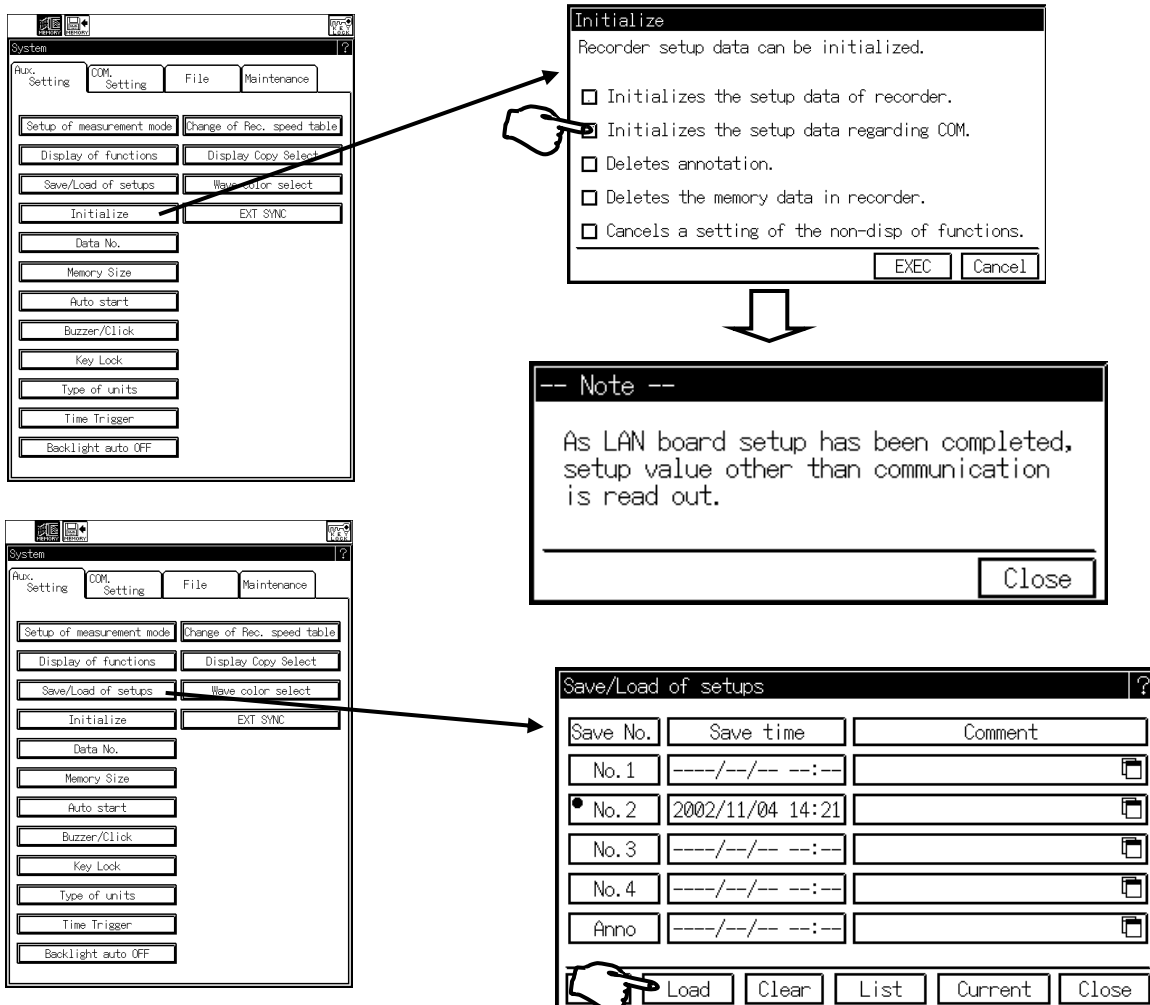 MEMORY
MEMORY
KEY
LOCK
System
?
Aux.
Setting
COM.
Setting
File
Maintenance
Setup of measurement mode
Change of Rec. speed table
Display of functions
Display Copy Select
Save/Load of setups
Wave color select
Initialize
EXT SYNC
Data No.
Memory Size
Auto start
Buzzer/Click
Key Lock
Type of units
Time Trigger
Backlight auto OFF
Initialize
Recorder setup data can be initialized.
Initializes the setup data of recorder.
Initializes the setup data regarding COM.
Deletes annotation.
Deletes the memory data in recorder.
Cancels a setting of the non-disp of functions.
EXEC
Cancel
-- Note --
As LAN board setup has been completed,
setup value other than communication
is read out.
Close
MEMORY
MEMORY
KEY
LOCK
System
?
Aux.
Setting
COM.
Setting
File
Maintenance
Setup of measurement mode
Change of Rec. speed table
Display of functions
Display Copy Select
Save/Load of setups
Wave color select
Initialize
EXT SYNC
Data No.
Memory Size
Auto start
Buzzer/Click
Key Lock
Type of units
Time Trigger
Backlight auto OFF
Save/Load of setups
?
Save No.
Save time
Comment
No.1
----/--/-- --:--
No.2
2002/11/04 14:21
No.3
----/--/-- --:--
No.4
----/--/-- --:--
Anno
----/--/-- --:--
Load
Clear
List
Current
Close